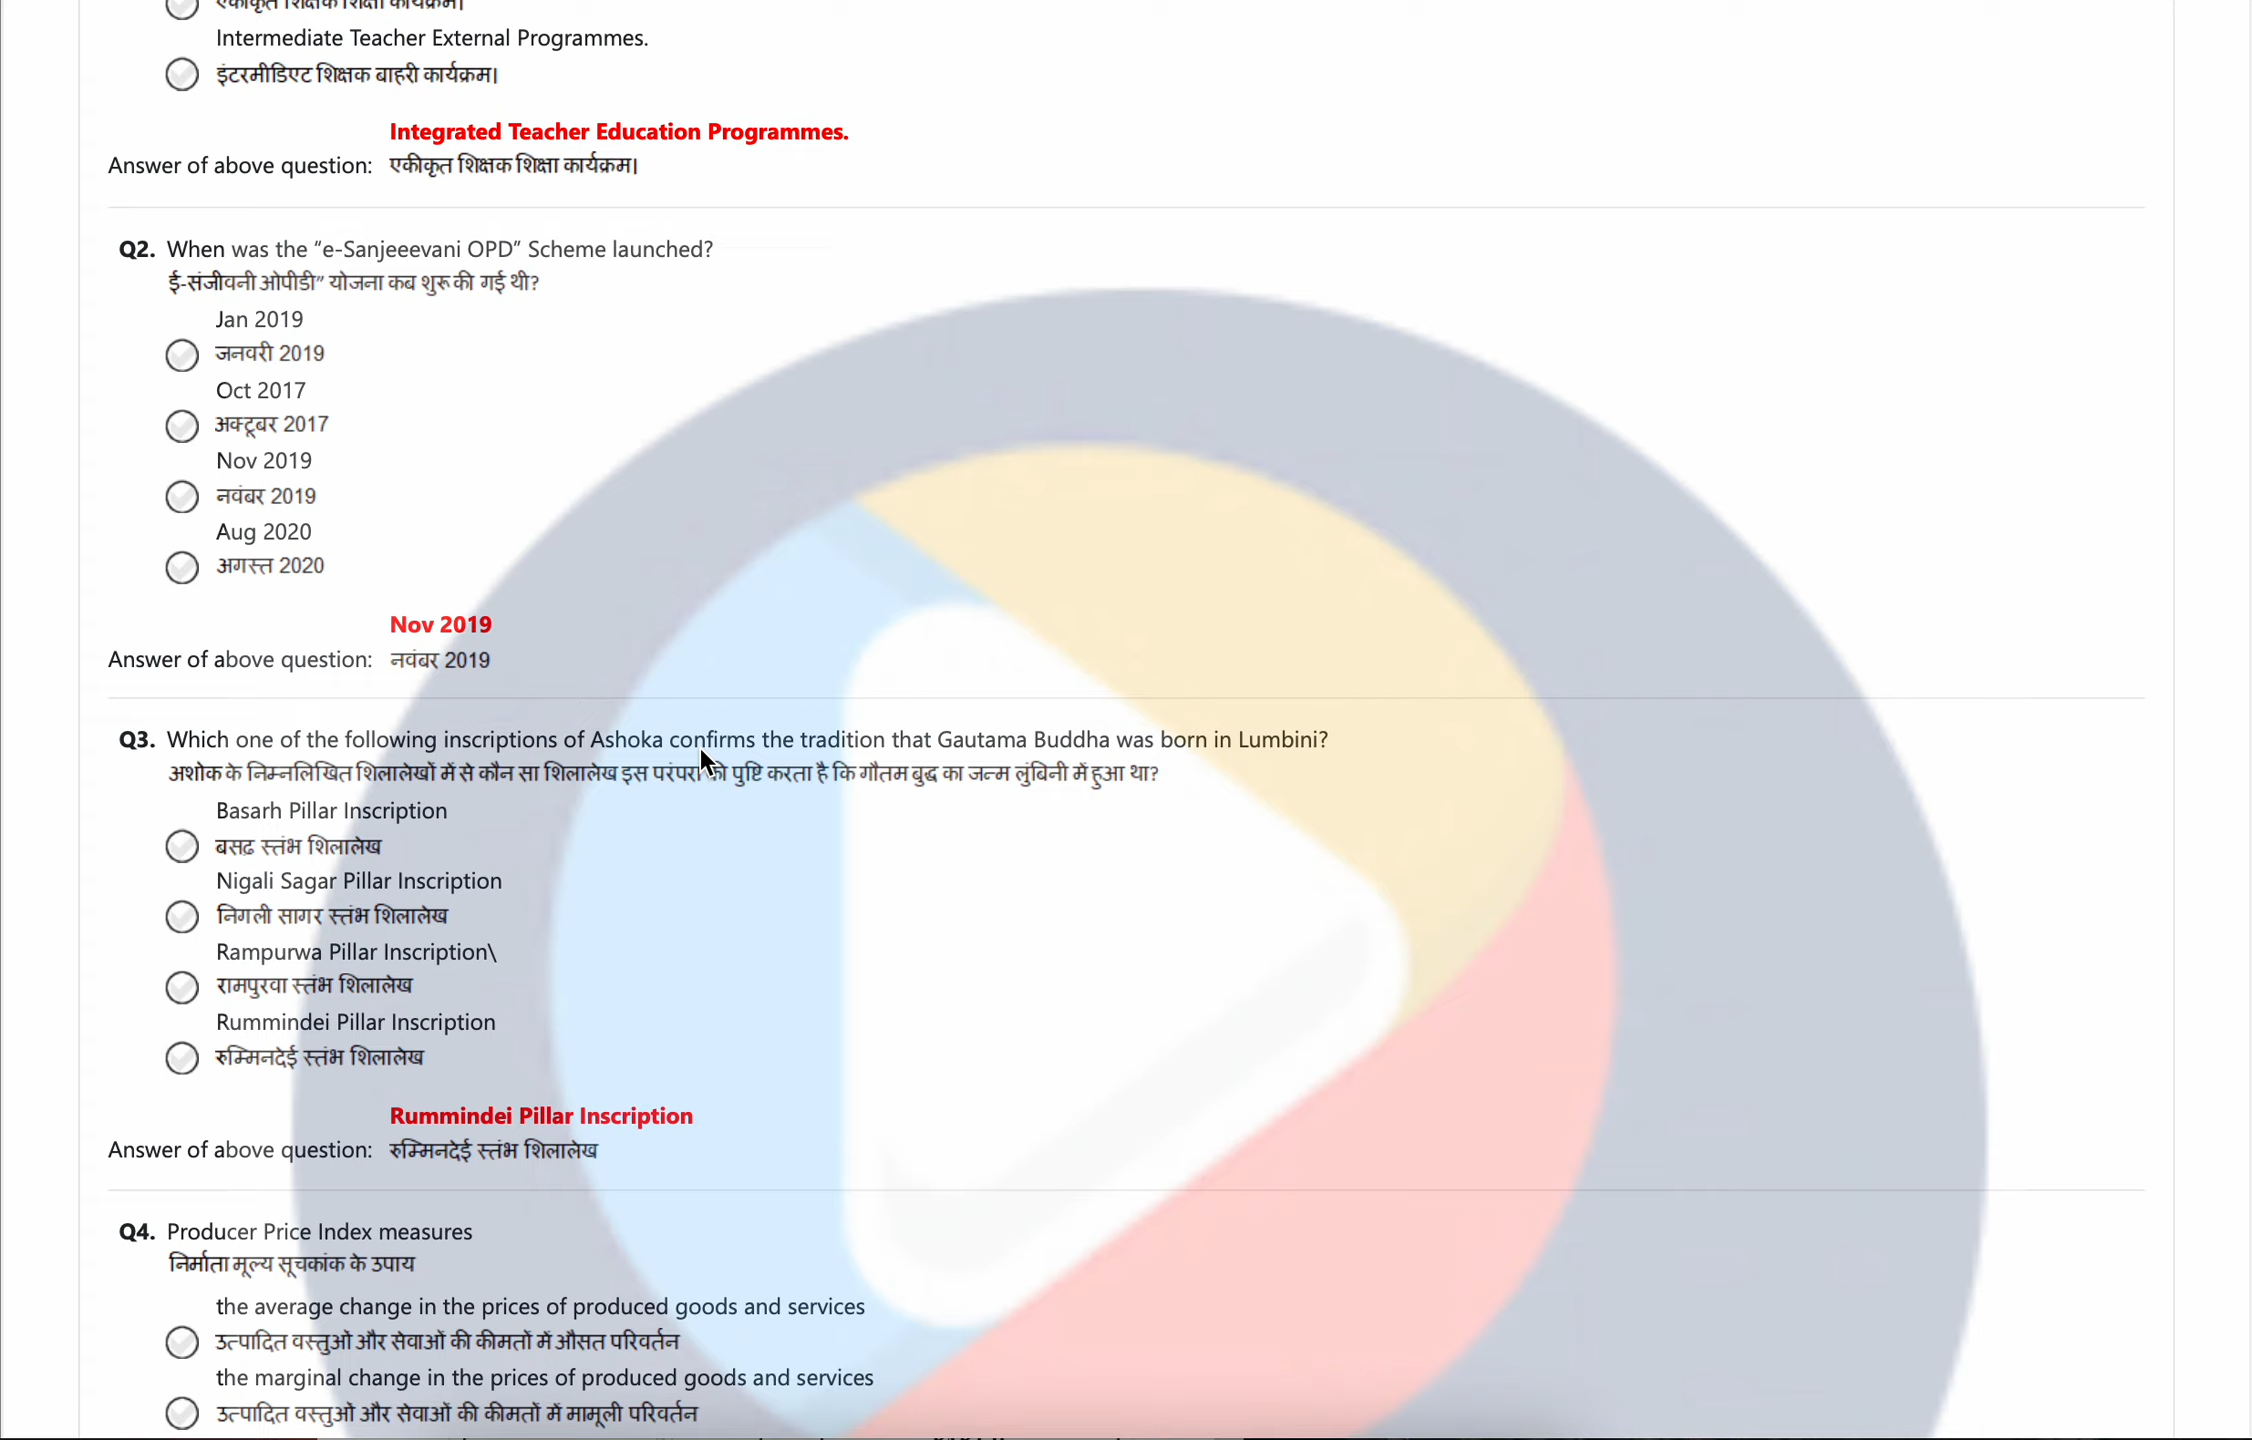 एकीकृत शिक्षक शिक्षा कार्यक्रम।
Intermediate Teacher External Programmes.
इंटरमीडिएट शिक्षक बाहरी कार्यक्रम।
Integrated Teacher Education Programmes.
Answer of above question: एकीकृत शिक्षक शिक्षा कार्यक्रम।
Q2. When was the “e-Sanjeeevani OPD” Scheme launched?
ई-संजीवनी ओपीडी” योजना कब शुरू की गई थी?
Jan 2019
जनवरी 2019
Oct 2017
अक्टूबर 2017
Nov 2019
नवंबर 2019
Aug 2020
अगस्त 2020
Nov 2019
Answer of above question: नवंबर 2019
Q3. Which one of the following inscriptions of Ashoka confirms the tradition that Gautama Buddha was born in Lumbini?
अशोक के निम्नलिखित शिलालेखों में से कौन सा शिलालेख इस परंपरा की पुष्टि करता है कि गौतम बुद्ध का जन्म लुंबिनी में हुआ था?
Basarh Pillar Inscription
बसढ स्तंभ शिलालेख
Nigali Sagar Pillar Inscription
निगली सागर स्तंभ शिलालेख
Rampurwa Pillar Inscription\
रामपुरवा स्तंभ शिलालेख
Rummindei Pillar Inscription
रुम्मिनदेई स्तंभ शिलालेख
Rummindei Pillar Inscription
Answer of above question: रुम्मिनदेई स्तंभ शिलालेख
Q4. Producer Price Index measures
निर्माता मूल्य सूचकांक के उपाय
the average change in the prices of produced goods and services
उत्पादित वस्तुओं और सेवाओं की कीमतों में औसत परिवर्तन
the marginal change in the prices of produced goods and services
उत्पादित वस्तुओं और सेवाओं की कीमतों में मामूली परिवर्तन